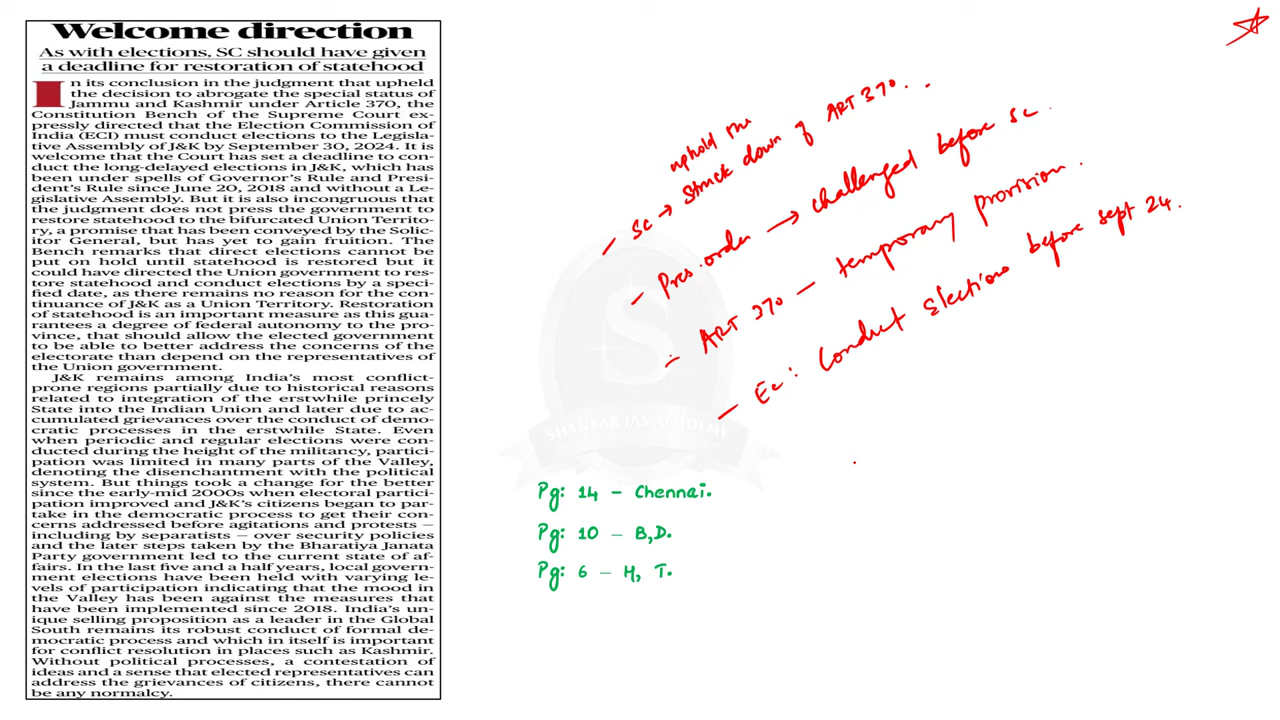 Welcome direction
As with elections, SC should have given
a deadline for restoration of statehood
In its conclusion in the judgment that upheld
the decision to abrogate the special status of
Jammu and Kashmir under Article 370, the
Constitution Bench of the Supreme Court ex-
pressly directed that the Election Commission of
India (ECI) must conduct elections to the Legisla-
tive Assembly of J&K by September 30, 2024. It is
welcome that the Court has set a deadline to con-
duct the long-delayed elections in J&K, which has
been under spells of Governor's Rule and Presi-
dent's Rule since June 20, 2018 and without a Le-
gislative Assembly. But it is also incongruous that
the judgment does not press the government to
restore statehood to the bifurcated Union Territo-
ry, a promise that has been conveyed by the Solic-
itor General, but has yet to gain fruition. The
Bench remarks that direct elections cannot be
put on hold until statehood is restored but it
could have directed the Union government to res-
tore statehood and conduct elections by a speci-
fied date, as there remains no reason for the con-
tinuance of J&K as a Union Territory. Restoration
of statehood is an important measure as this gua-
rantees a degree of federal autonomy to the pro-
vince, that should allow the elected government
to be able to better address the concerns of the
electorate than depend on the representatives of
the Union government.
J&K remains among India's most conflict-
prone regions partially due to historical reasons
related to integration of the erstwhile princely
State into the Indian Union and later due to ac-
cumulated grievances over the conduct of demo-
cratic processes in the erstwhile State. Even
when periodic and regular elections were con-
ducted during the height of the militancy, partici-
pation was limited in many parts of the Valley,
denoting the disenchantment with the political
system. But things took a change for the better
since the early-mid 2000s when electoral partici-
pation improved and J&K's citizens began to par-
take in the democratic process to get their con-
cerns addressed before agitations and protests —
including by separatists — over security policies
and the later steps taken by the Bharatiya Janata
Party government led to the current state of af-
fairs. In the last five and a half years, local govern-
ment elections have been held with varying le-
vels of participation indicating that the mood in
the Valley has been against the measures that
have been implemented since 2018. India's un-
ique selling proposition as a leader in the Global
South remains its robust conduct of formal de-
mocratic process and which in itself is important
for conflict resolution in places such as Kashmir.
Without political processes, a contestation of
ideas and a sense that elected representatives can
address the grievances of citizens, there cannot
be any normalcy.
uphold the
– SC → Struck down of ART 370.
– Pres. order → challenged before SC
– ART 370 – temporary provision.
– EC: Conduct Elections before sept 24.
SHANKAR IAS ACADEMY
Pg: 14 – Chennai.
Pg: 10 – B,D.
Pg: 6 – H, T.